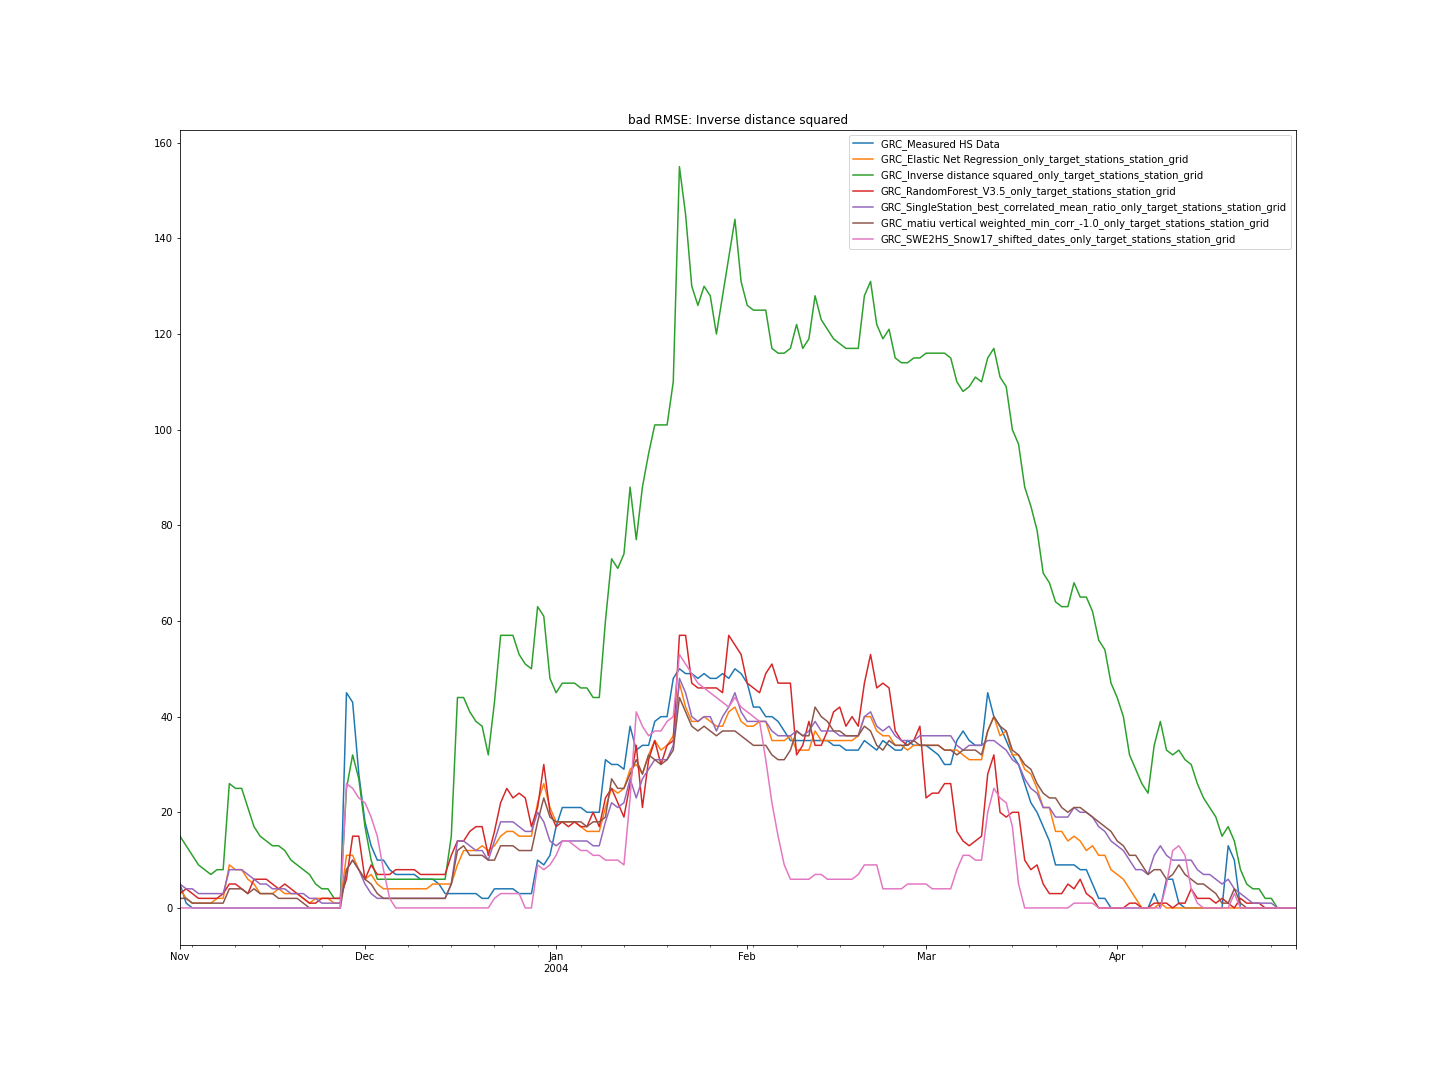 bad RMSE: Inverse distance squared
160
140
120
100
80
60
40
20
0
GRC_Measured HS Data
GRC_Elastic Net Regression_only_target_stations_station_grid
GRC_Inverse distance squared_only_target_stations_station_grid
GRC_RandomForest_V3.5_only_target_stations_station_grid
GRC_SingleStation_best_correlated_mean_ratio_only_target_stations_station_grid
GRC_matiu vertical weighted_min_corr_-1.0_only_target_stations_station_grid
GRC_SWE2HS_Snow17_shifted_dates_only_target_stations_station_grid
Nov Dec Jan Feb Mar Apr
2004